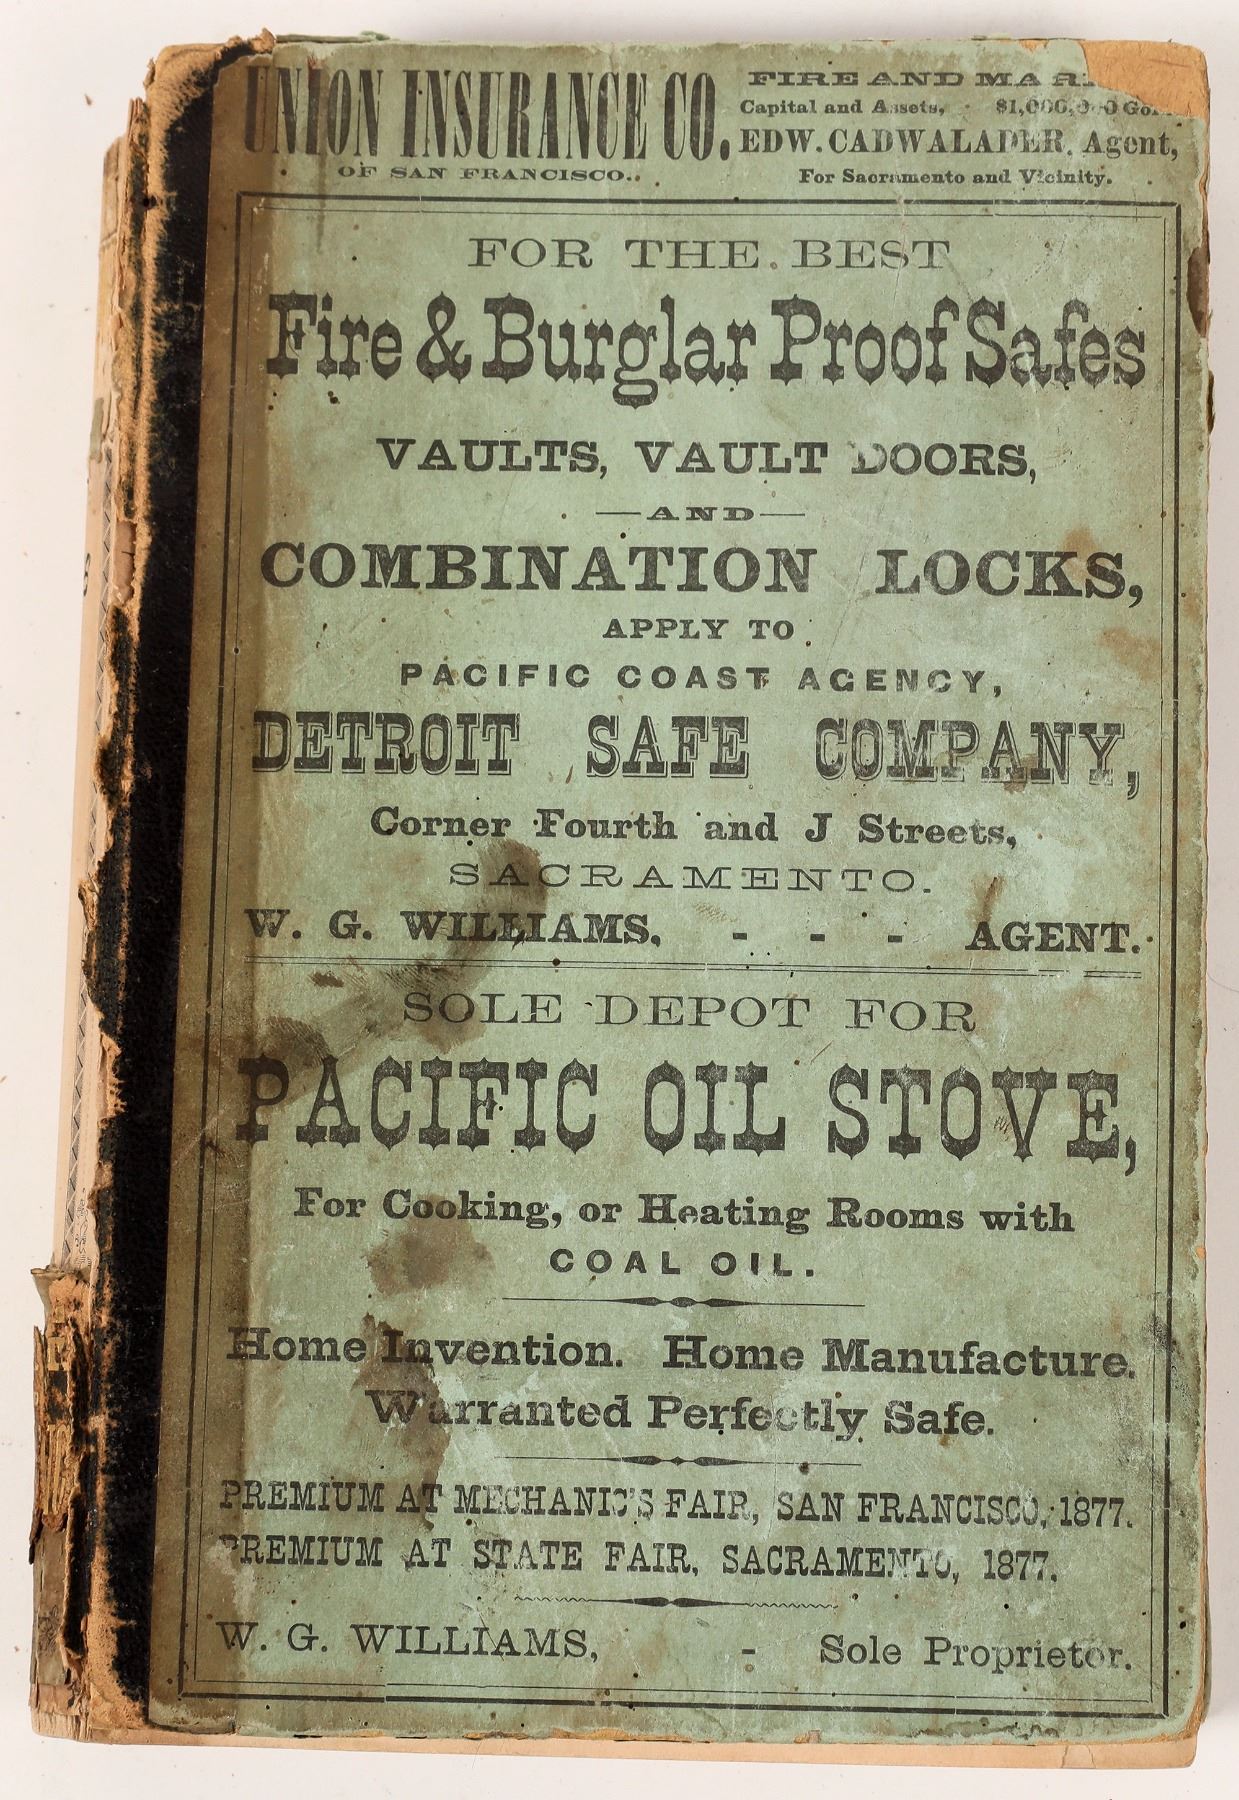 UNION INSURANCE CO.
OF SAN FRANCISCO.
FIRE AND
Capital and Assets, $1,000,000
EDW. CADWALADER, Agent,
For Sacramento and Vicinity.
FOR THE BEST
Fire & Burglar Proof Safes
VAULTS, VAULT DOORS,
—AND—
COMBINATION LOCKS,
APPLY TO
PACIFIC COAST AGENCY,
DETROIT SAFE COMPANY,
Corner Fourth and J Streets,
SACRAMENTO.
W. G. WILLIAMS, - - - AGENT.
SOLE DEPOT FOR
PACIFIC OIL STOVE,
For Cooking, or Heating Rooms with
COAL OIL.
Home Invention. Home Manufacture.
Warranted Perfectly Safe.
PREMIUM AT MECHANIC'S FAIR, SAN FRANCISCO, 1877.
PREMIUM AT STATE FAIR, SACRAMENTO, 1877.
W. G. WILLIAMS, - Sole Proprietor.